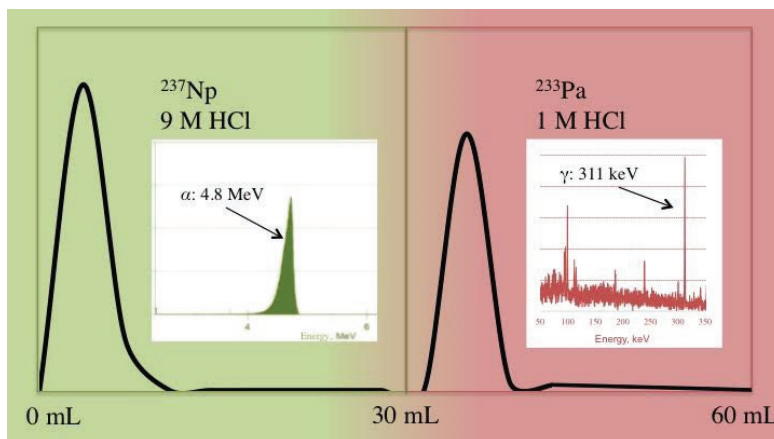 ²³⁷Np
9 M HCl
α: 4.8 MeV
4
6
Energy, MeV
²³³Pa
1 M HCl
γ: 311 keV
50 100 150 200 250 300 350
Energy, keV
0 mL
30 mL
60 mL